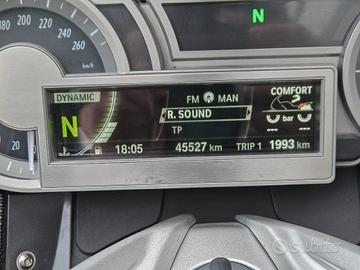 180 200
220
240
260
km/h
20
N
DYNAMIC
FM MAN
COMFORT
R. SOUND
bar
N
TP
--- ---
18:05 45527 km TRIP 1 1993 km
subito